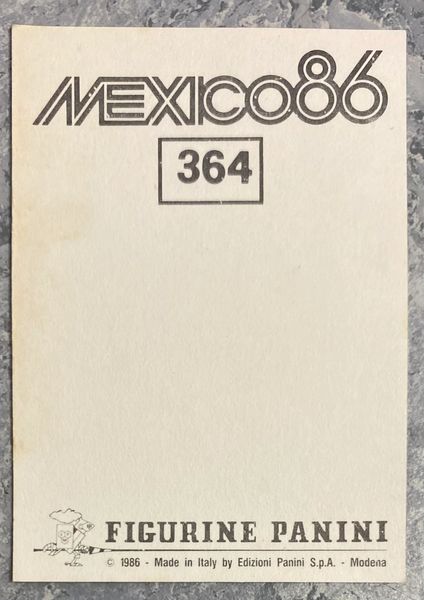 MEXICO86
364
FIGURINE PANINI
© 1986 - Made in Italy by Edizioni Panini S.p.A. - Modena